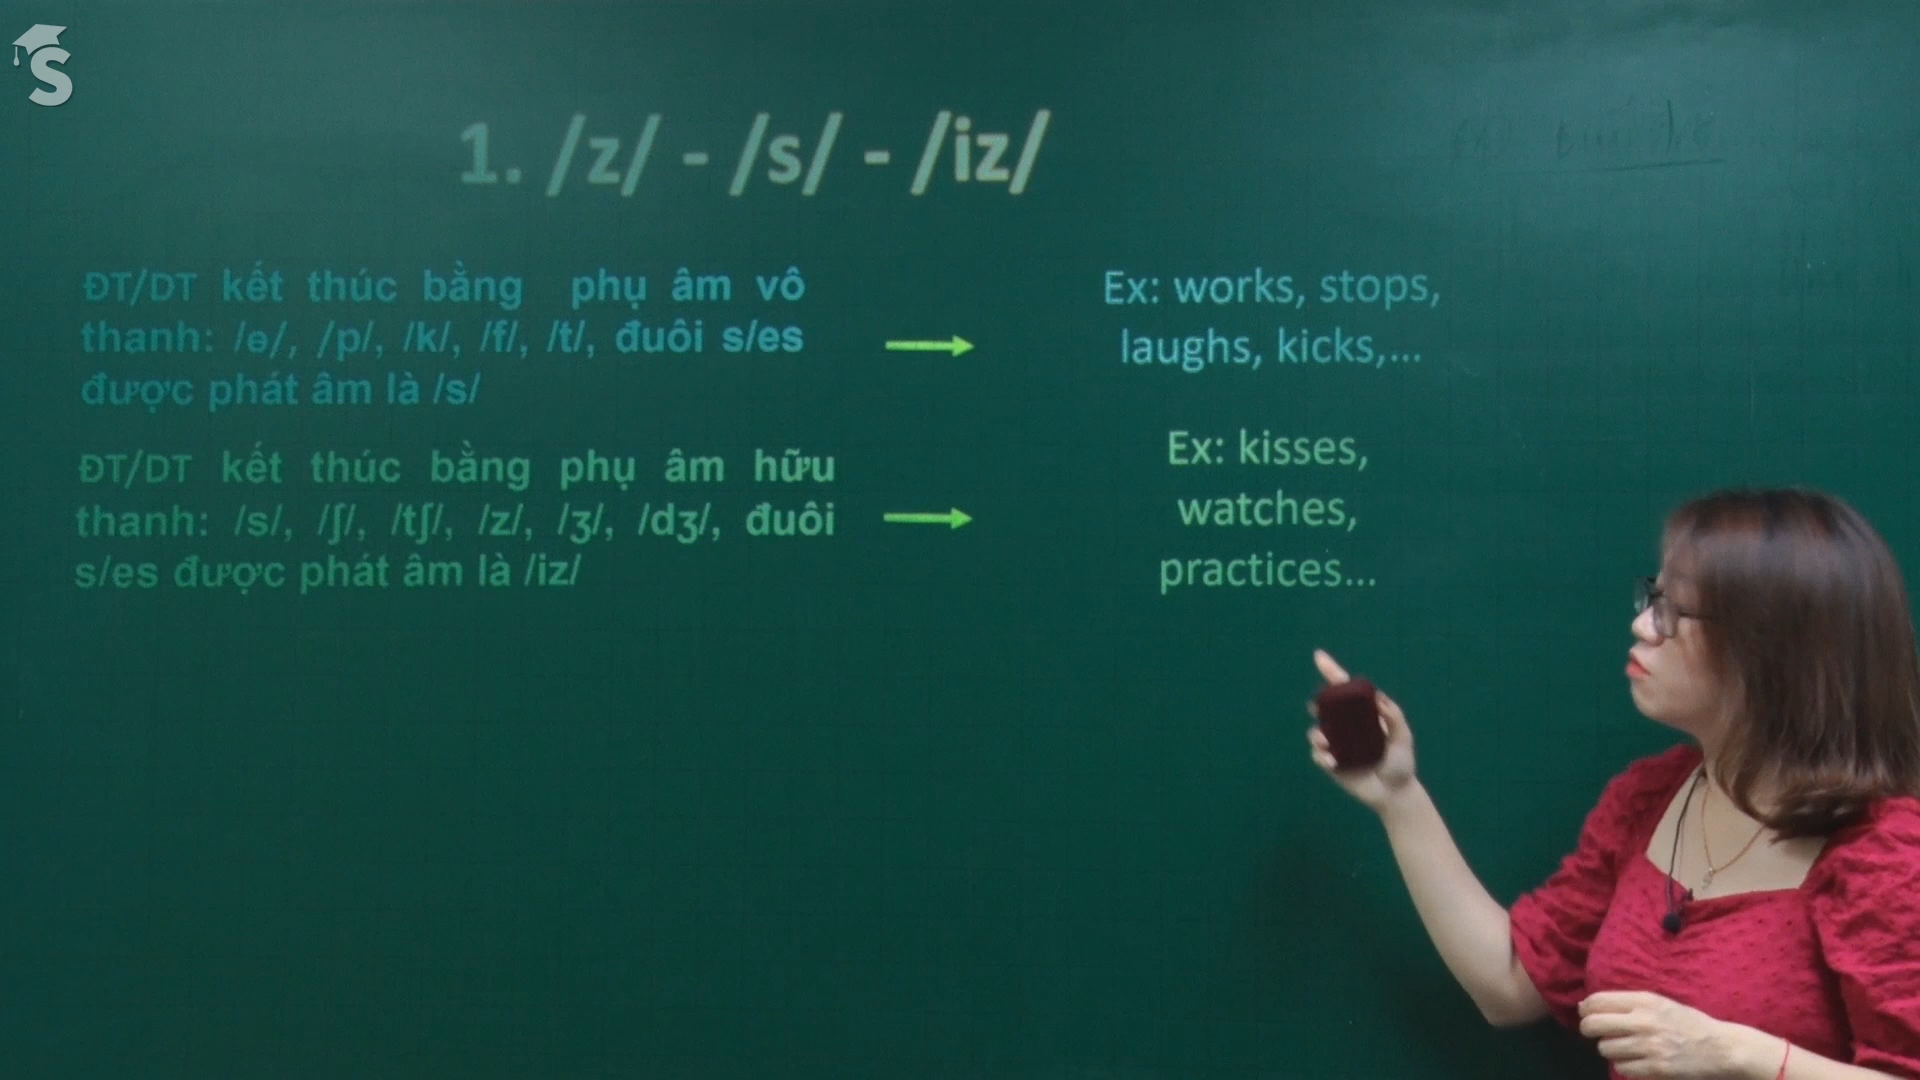 S
1. /z/ - /s/ - /iz/
ĐT/DT kết thúc bằng phụ âm vô
thanh: /ɵ/, /p/, /k/, /f/, /t/, đuôi s/es
được phát âm là /s/
Ex: works, stops,
laughs, kicks,...
ĐT/DT kết thúc bằng phụ âm hữu
thanh: /s/, /ʃ/, /tʃ/, /z/, /ʒ/, /dʒ/, đuôi
s/es được phát âm là /iz/
Ex: kisses,
watches,
practices...